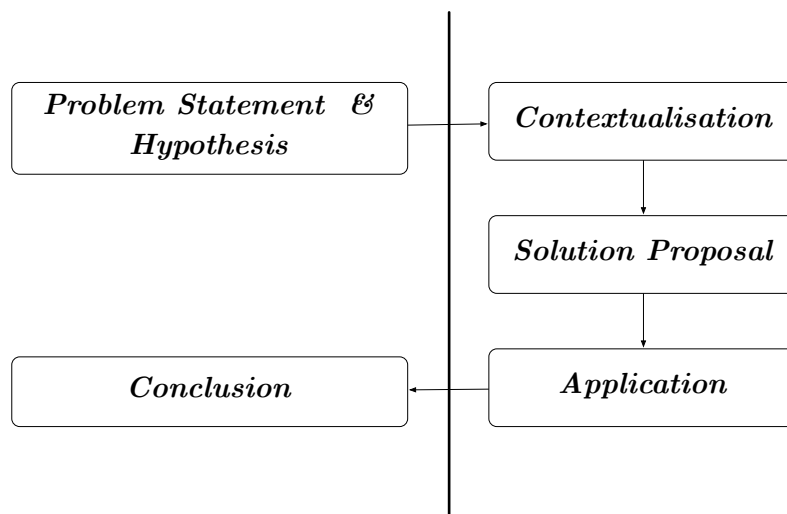 Problem Statement &
Hypothesis
Contextualisation
Solution Proposal
Application
Conclusion